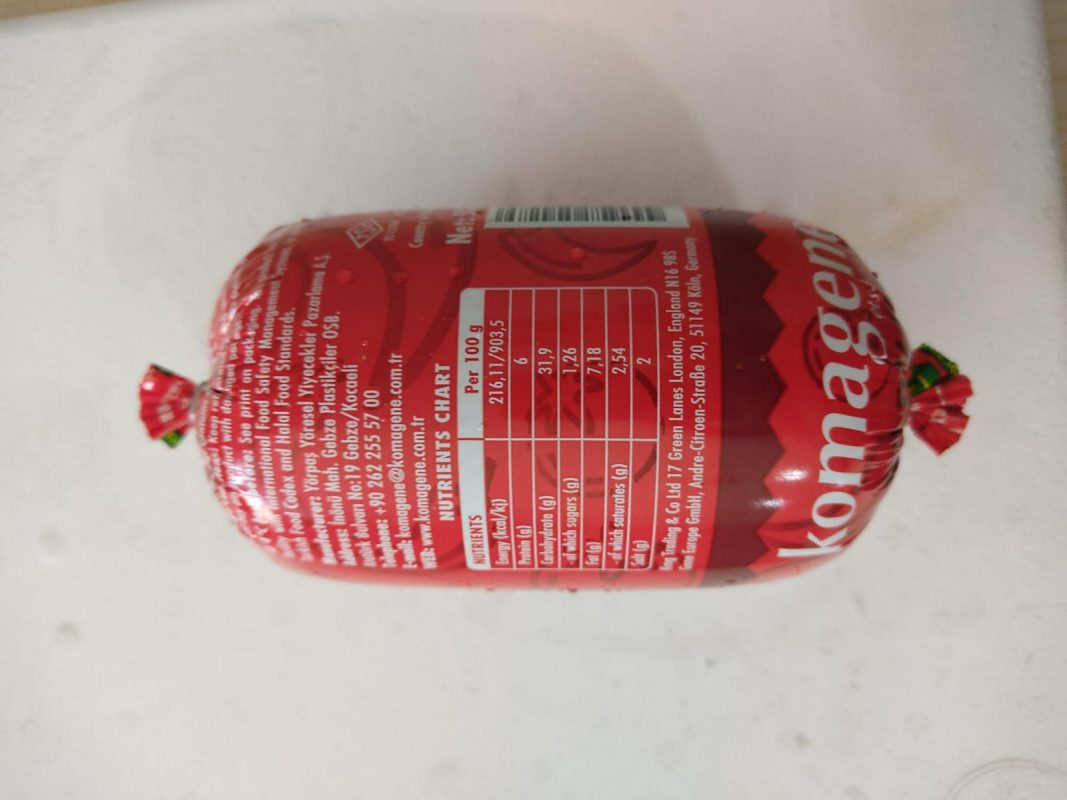 Store: See print on packaging.
International Food Safety Management
Food Codex and Halal Food Standards.
Manufacturer: Yörpaş Yöresel Yiyecekler Pazarlama A.Ş.
Address: İnönü Mah. Gebze Plastikçiler OSB.
Bulvarı No:19 Gebze/Kocaeli
Telephone: +90 262 255 57 00
E-mail: komagene@komagene.com.tr
WEB: www.komagene.com.tr
NUTRIENTS CHART
NUTRIENTS Per 100 g
Energy (kcal/kj) 216,11/903,5
Protein (g) 6
Carbohydrate (g) 31,9
- of which sugars (g) 1,26
Fat (g) 7,18
- of which saturates (g) 2,54
Salt (g) 2
Trading & Co Ltd 17 Green Lanes London, England N16 9BS
Europe GmbH, Andre-Citroen-Straße 20, 51149 Köln, Germany
TSE
Net:
komagene